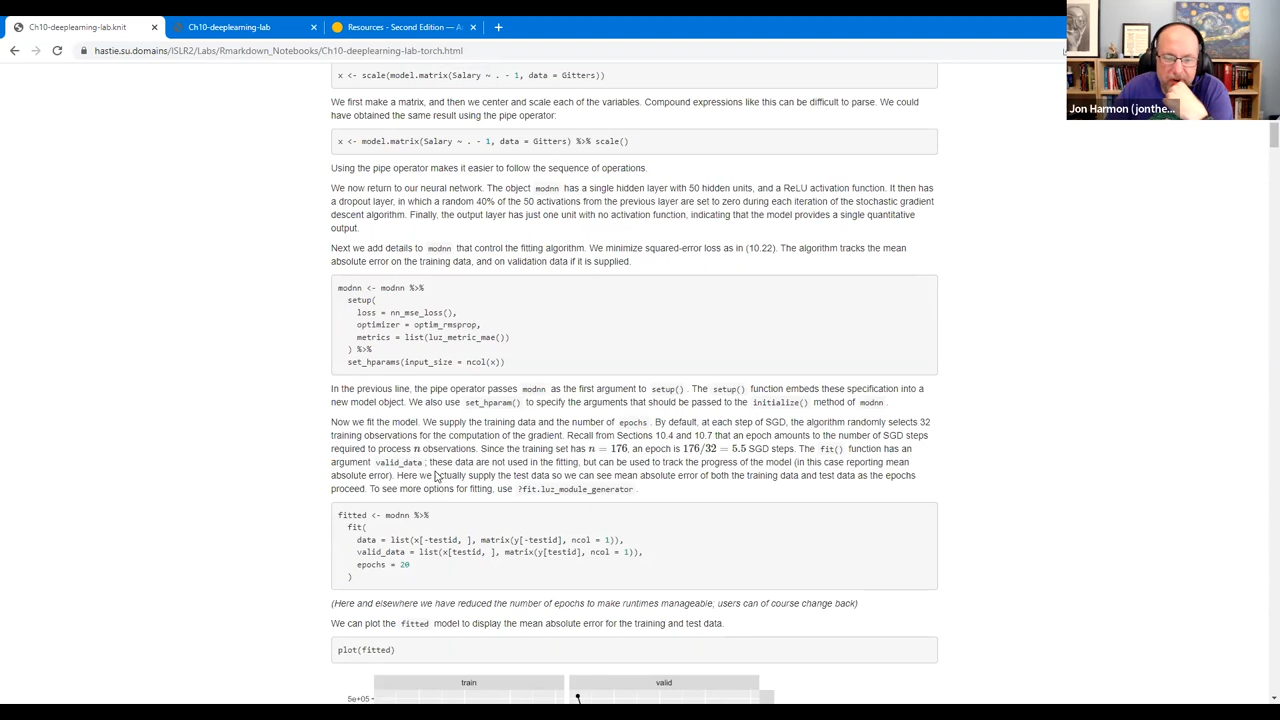 Ch10-deeplearning-lab.knit
Ch10-deeplearning-lab
Resources - Second Edition —
hastie.su.domains/ISLR2/Labs/Rmarkdown_Notebooks/Ch10-deeplearning-lab-torch.html
Jon Harmon (jonthe...
x <- scale(model.matrix(Salary ~ . - 1, data = Gitters))
We first make a matrix, and then we center and scale each of the variables. Compound expressions like this can be difficult to parse. We could
have obtained the same result using the pipe operator:
x <- model.matrix(Salary ~ . - 1, data = Gitters) %>% scale()
Using the pipe operator makes it easier to follow the sequence of operations.
We now return to our neural network. The object modnn has a single hidden layer with 50 hidden units, and a ReLU activation function. It then has
a dropout layer, in which a random 40% of the 50 activations from the previous layer are set to zero during each iteration of the stochastic gradient
descent algorithm. Finally, the output layer has just one unit with no activation function, indicating that the model provides a single quantitative
output.
Next we add details to modnn that control the fitting algorithm. We minimize squared-error loss as in (10.22). The algorithm tracks the mean
absolute error on the training data, and on validation data if it is supplied.
modnn <- modnn %>%
setup(
loss = nn_mse_loss(),
optimizer = optim_rmsprop,
metrics = list(luz_metric_mae())
) %>%
set_hparams(input_size = ncol(x))
In the previous line, the pipe operator passes modnn as the first argument to setup() . The setup() function embeds these specification into a
new model object. We also use set_hparam() to specify the arguments that should be passed to the initialize() method of modnn .
Now we fit the model. We supply the training data and the number of epochs . By default, at each step of SGD, the algorithm randomly selects 32
training observations for the computation of the gradient. Recall from Sections 10.4 and 10.7 that an epoch amounts to the number of SGD steps
required to process n observations. Since the training set has n = 176, an epoch is 176/32 = 5.5 SGD steps. The fit() function has an
argument valid_data ; these data are not used in the fitting, but can be used to track the progress of the model (in this case reporting mean
absolute error). Here we actually supply the test data so we can see mean absolute error of both the training data and test data as the epochs
proceed. To see more options for fitting, use ?fit.luz_module_generator .
fitted <- modnn %>%
fit(
data = list(x[-testid, ], matrix(y[-testid], ncol = 1)),
valid_data = list(x[testid, ], matrix(y[testid], ncol = 1)),
epochs = 20
)
(Here and elsewhere we have reduced the number of epochs to make runtimes manageable; users can of course change back)
We can plot the fitted model to display the mean absolute error for the training and test data.
plot(fitted)
train
valid
5e+05